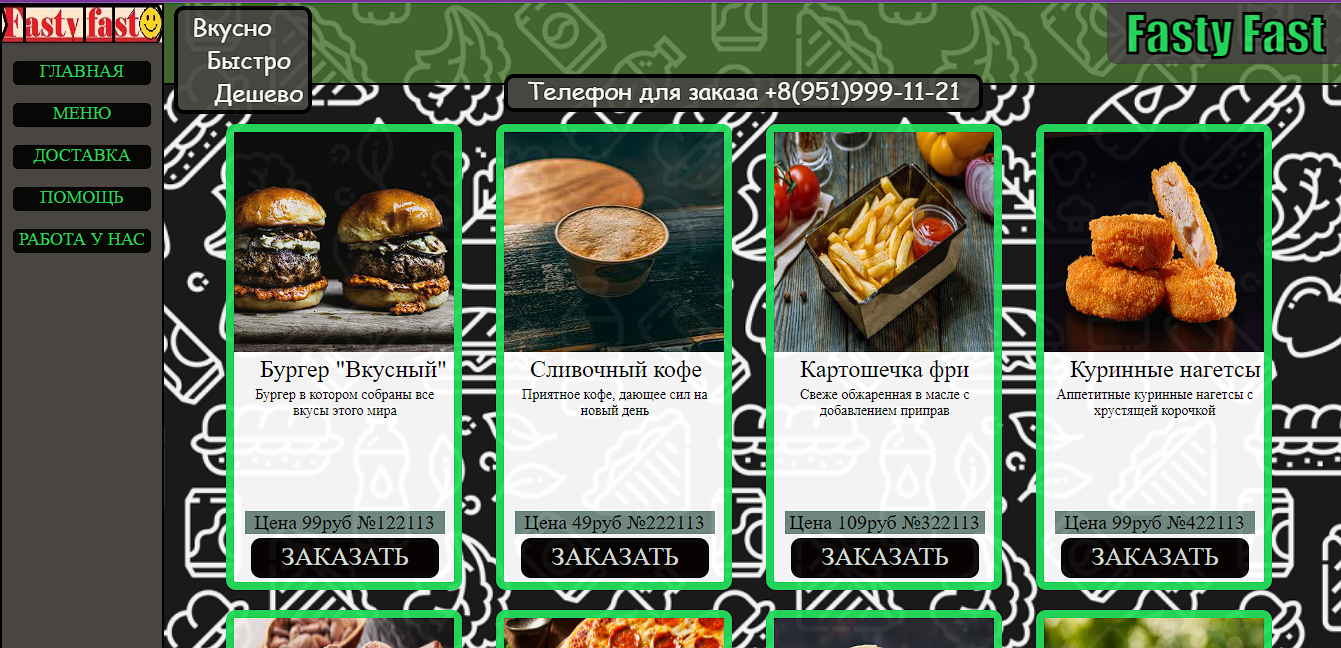 Fasty fast
ГЛАВНАЯ
МЕНЮ
ДОСТАВКА
ПОМОЩЬ
РАБОТА У НАС
Вкусно
Быстро
Дешево
Fasty Fast
Телефон для заказа +8(951)999-11-21
Бургер "Вкусный"
Бургер в котором собраны все
вкусы этого мира
Цена 99руб №122113
ЗАКАЗАТЬ
Сливочный кофе
Приятное кофе, дающее сил на
новый день
Цена 49руб №222113
ЗАКАЗАТЬ
Картошечка фри
Свеже обжаренная в масле с
добавлением приправ
Цена 109руб №322113
ЗАКАЗАТЬ
Куринные нагетсы
Аппетитные куринные нагетсы с
хрустящей корочкой
Цена 99руб №422113
ЗАКАЗАТЬ